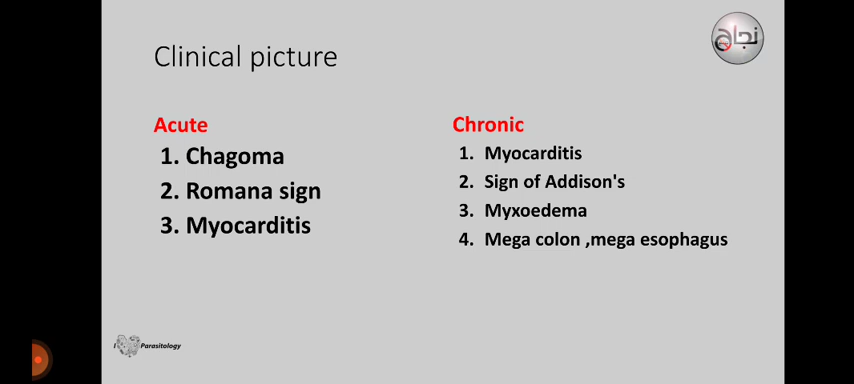 نجاح
Clinical picture
Acute
1. Chagoma
2. Romana sign
3. Myocarditis
Chronic
1. Myocarditis
2. Sign of Addison's
3. Myxoedema
4. Mega colon ,mega esophagus
I Parasitology